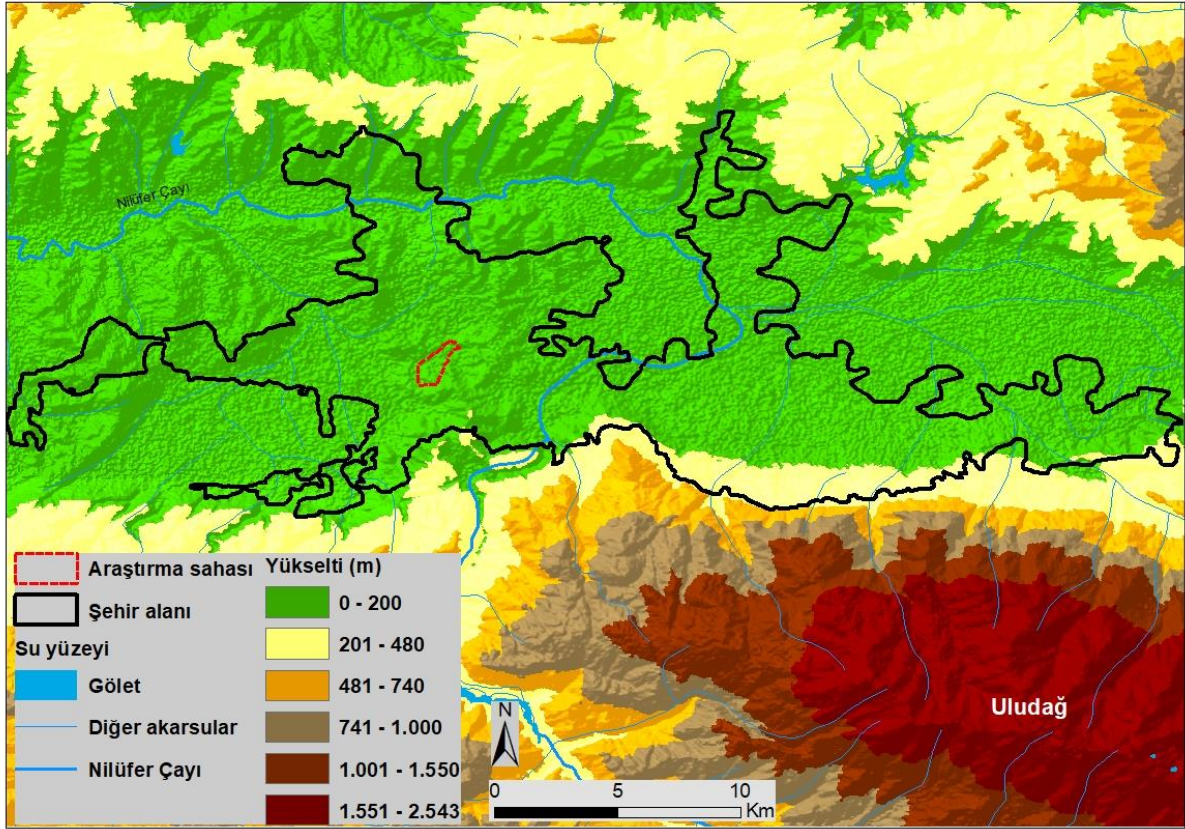 Nilüfer Çayı
Uludağ
Araştırma sahası
Şehir alanı
Su yüzeyi
Gölet
Diğer akarsular
Nilüfer Çayı
Yükselti (m)
0 - 200
201 - 480
481 - 740
741 - 1.000
1.001 - 1.550
1.551 - 2.543
N
0 5 10
Km